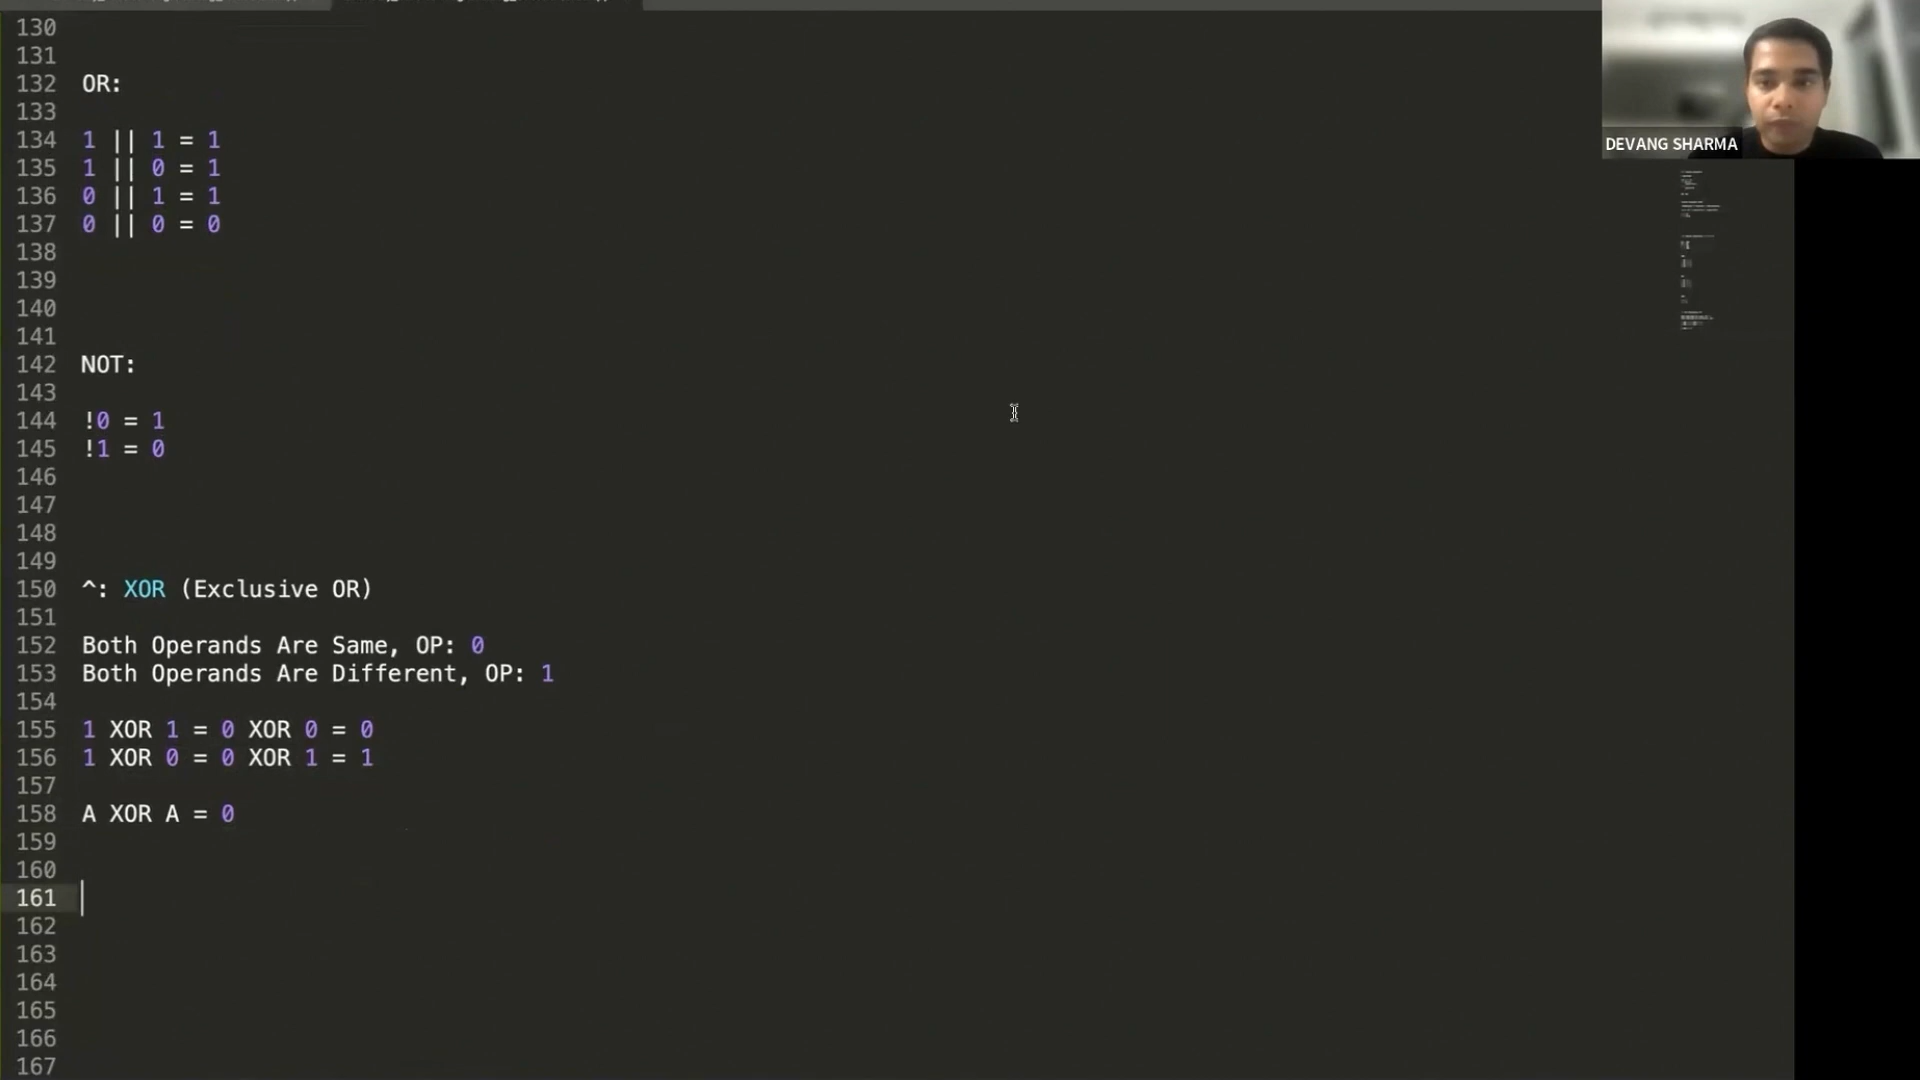 130
131
132 OR:
133
134 1 || 1 = 1
135 1 || 0 = 1
136 0 || 1 = 1
137 0 || 0 = 0
138
139
140
141
142 NOT:
143
144 !0 = 1
145 !1 = 0
146
147
148
149
150 ^: XOR (Exclusive OR)
151
152 Both Operands Are Same, OP: 0
153 Both Operands Are Different, OP: 1
154
155 1 XOR 1 = 0 XOR 0 = 0
156 1 XOR 0 = 0 XOR 1 = 1
157
158 A XOR A = 0
159
160
161
162
163
164
165
166
167
DEVANG SHARMA